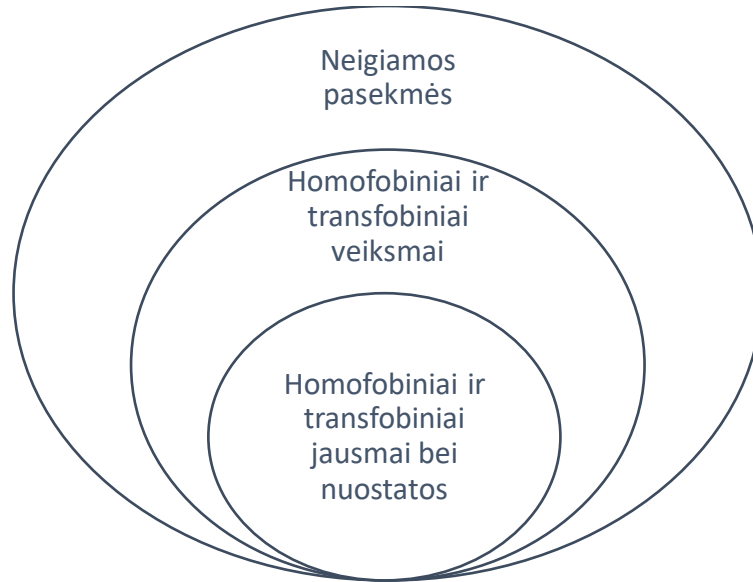 Neigiamos
pasekmės
Homofobiniai ir
transfobiniai
veiksmai
Homofobiniai ir
transfobiniai
jausmai bei
nuostatos